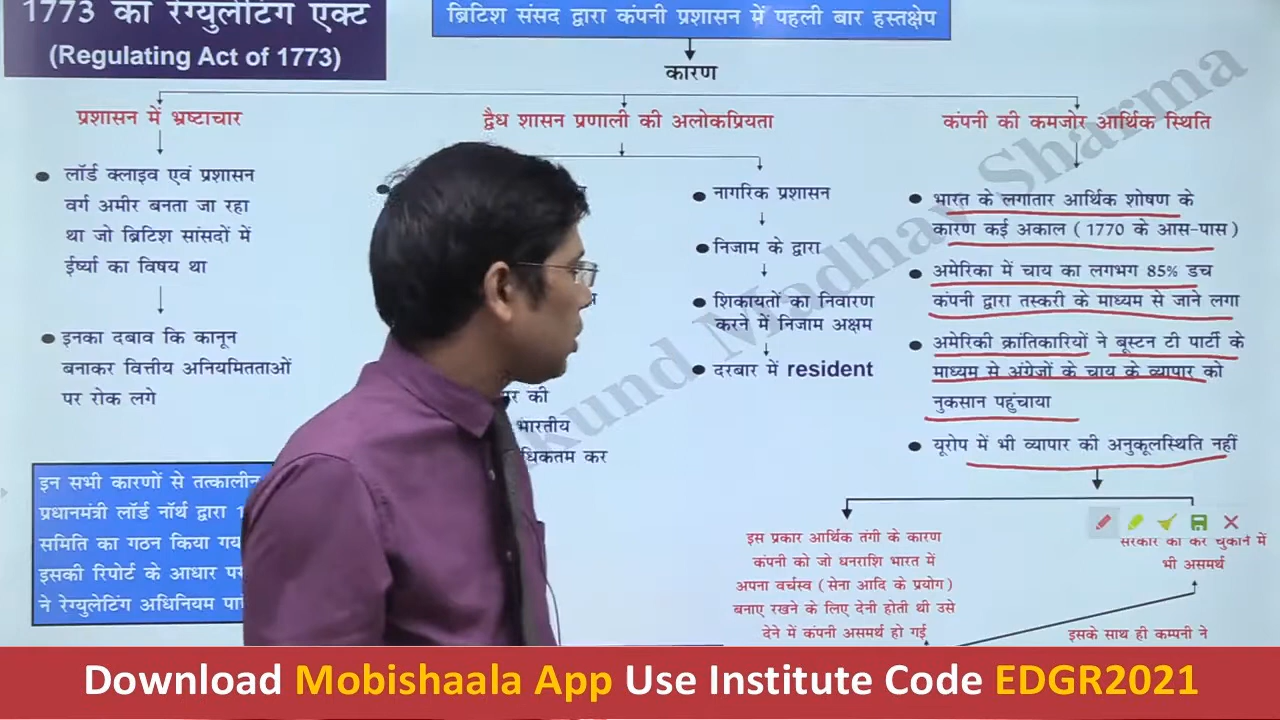 1773 का रेग्युलेटिंग एक्ट
(Regulating Act of 1773)
ब्रिटिश संसद द्वारा कंपनी प्रशासन में पहली बार हस्तक्षेप
कारण
प्रशासन में भ्रष्टाचार
लॉर्ड क्लाइव एवं प्रशासन
वर्ग अमीर बनता जा रहा
था जो ब्रिटिश सांसदों में
ईर्ष्या का विषय था
इनका दबाव कि कानून
बनाकर वित्तीय अनियमितताओं
पर रोक लगे
इन सभी कारणों से तत्कालीन
प्रधानमंत्री लॉर्ड नॉर्थ द्वारा
समिति का गठन किया
इसकी रिपोर्ट के आधार
ने रेग्युलेटिंग अधिनियम
द्वैध शासन प्रणाली की अलोकप्रियता
की
भारतीय
कर
नागरिक प्रशासन
निजाम के द्वारा
शिकायतों का निवारण
करने में निजाम अक्षम
दरबार में resident
कंपनी की कमजोर आर्थिक स्थिति
भारत के लगातार आर्थिक शोषण के
कारण कई अकाल (1770 के आस-पास)
अमेरिका में चाय का लगभग 85% डच
कंपनी द्वारा तस्करी के माध्यम से जाने लगा
अमेरिकी क्रांतिकारियों ने बूस्टन टी पार्टी के
माध्यम से अंग्रेजों के चाय के व्यापार को
नुकसान पहुंचाया
यूरोप में भी व्यापार की अनुकूलस्थिति नहीं
इस प्रकार आर्थिक तंगी के कारण
कंपनी को जो धनराशि भारत में
अपना वर्चस्व (सेना आदि के प्रयोग)
बनाए रखने के लिए देनी होती थी उसे
देने में कंपनी असमर्थ हो गई
सरकार को कर चुकाने में
भी असमर्थ
इसके साथ ही कम्पनी ने
Madhav Sharma
Download Mobishaala App Use Institute Code EDGR2021